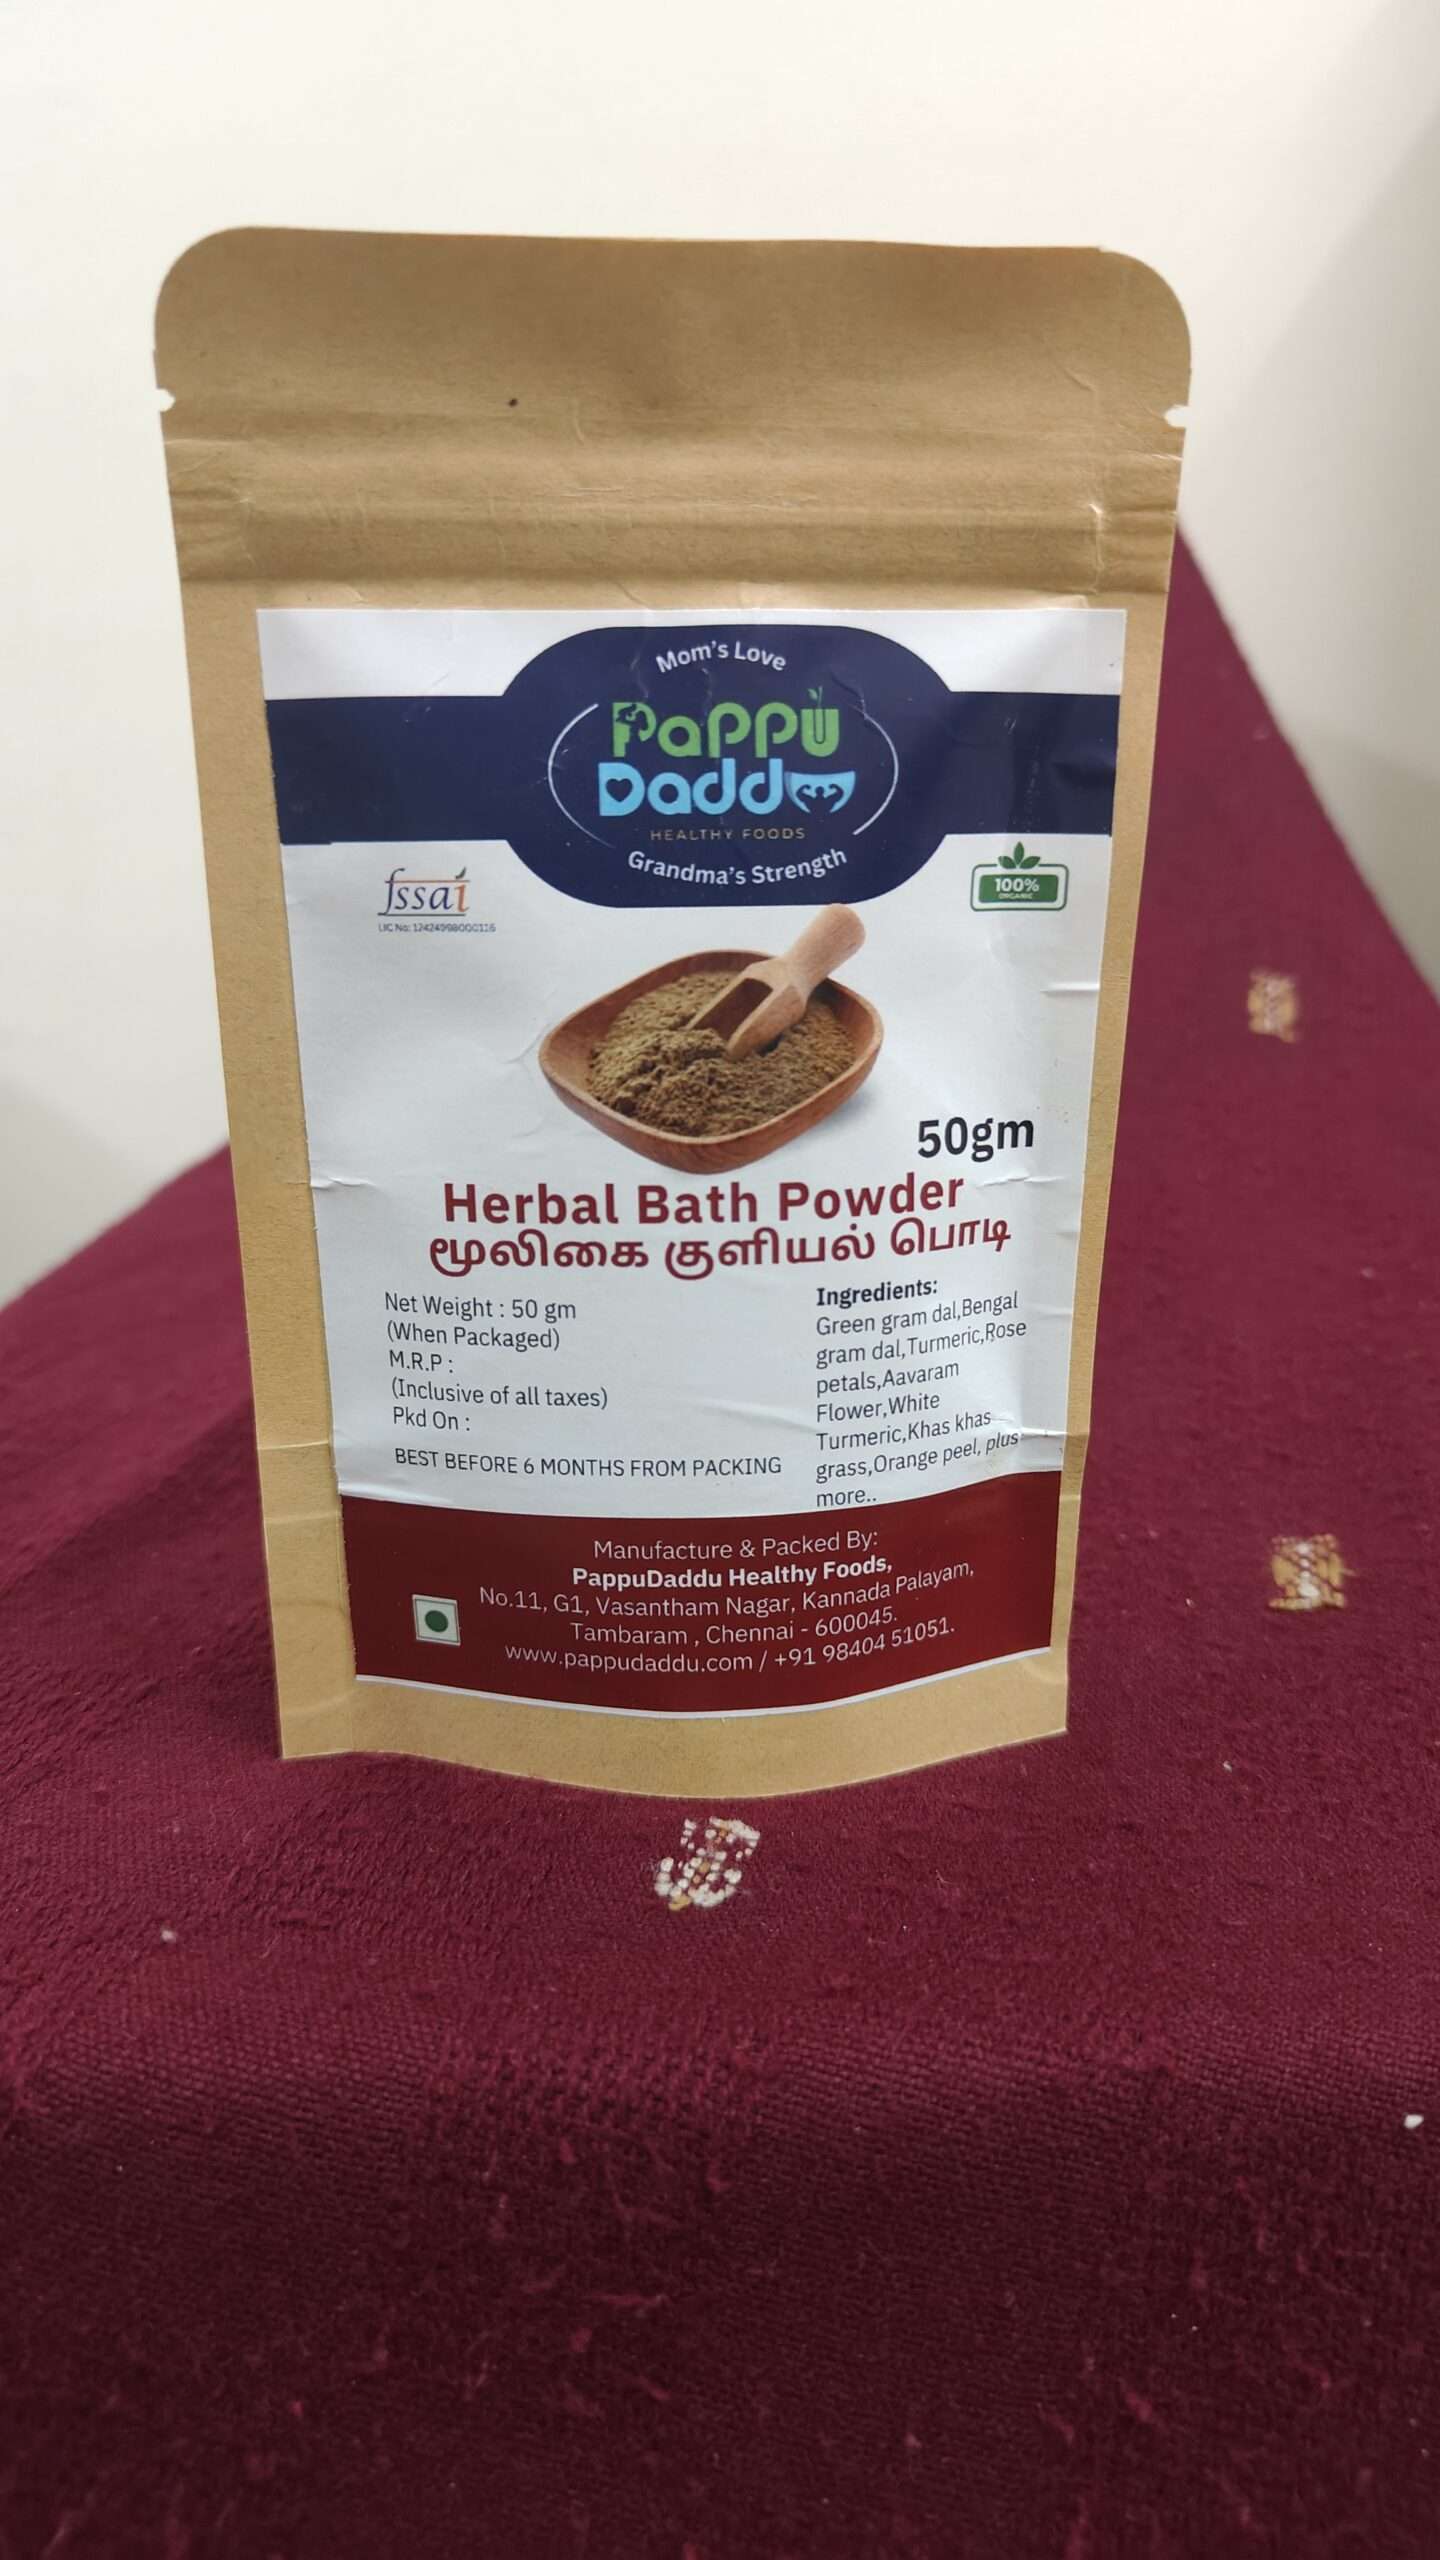 Mom's Love
PaPPU
Daddu
HEALTHY FOODS
Grandma's Strength
fssai
LIC No: 12424998000116
100%
ORGANIC
50gm
Herbal Bath Powder
மூலிகை குளியல் பொடி
Net Weight : 50 gm
(When Packaged)
M.R.P :
(Inclusive of all taxes)
Pkd On :
BEST BEFORE 6 MONTHS FROM PACKING
Ingredients:
Green gram dal,Bengal
gram dal,Turmeric,Rose
petals,Aavaram
Flower,White
Turmeric,Khas khas
grass,Orange peel, plus
more..
Manufacture & Packed By:
PappuDaddu Healthy Foods,
No.11, G1, Vasantham Nagar, Kannada Palayam,
Tambaram , Chennai - 600045.
www.pappudaddu.com / +91 98404 51051.